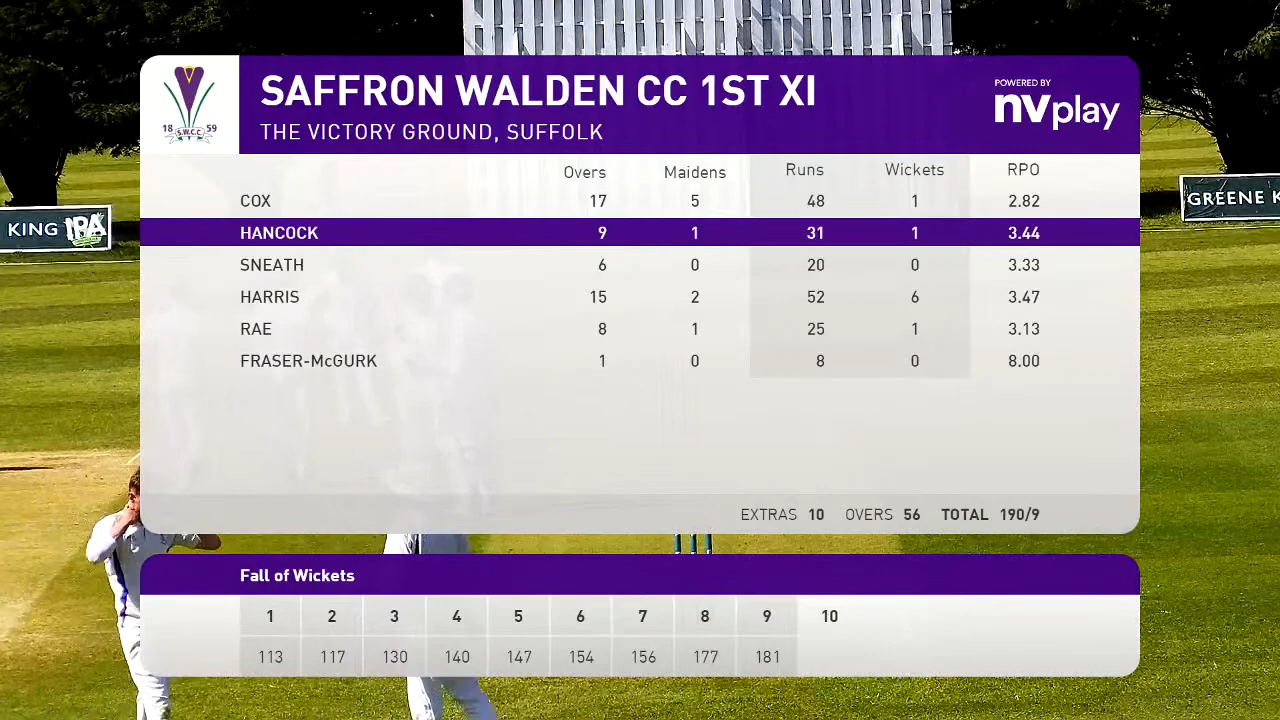 SAFFRON WALDEN CC 1ST XI
THE VICTORY GROUND, SUFFOLK
POWERED BY
nvplay
18 S.W.C.C. 59
Overs Maidens Runs Wickets RPO
COX 17 5 48 1 2.82
HANCOCK 9 1 31 1 3.44
SNEATH 6 0 20 0 3.33
HARRIS 15 2 52 6 3.47
RAE 8 1 25 1 3.13
FRASER-McGURK 1 0 8 0 8.00
EXTRAS 10 OVERS 56 TOTAL 190/9
Fall of Wickets
1 2 3 4 5 6 7 8 9 10
113 117 130 140 147 154 156 177 181
KING IPA
GREENE K